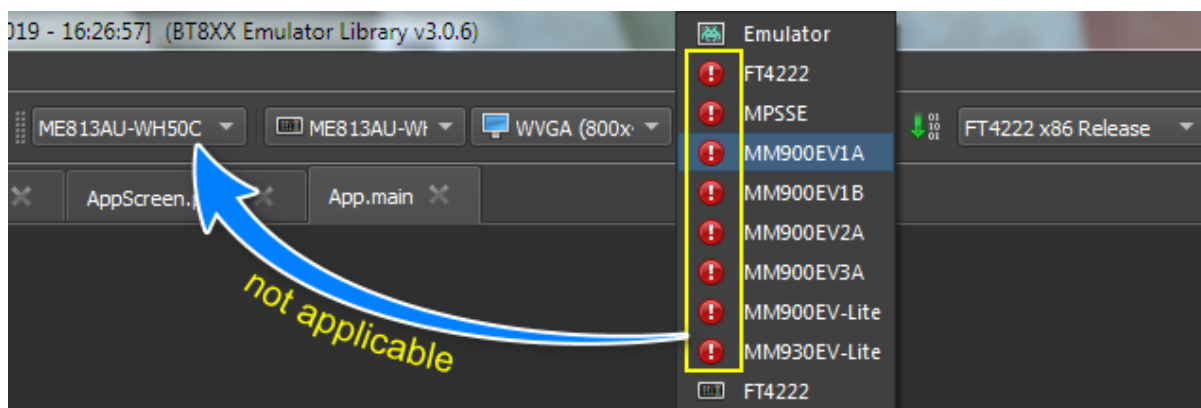 019 - 16:26:57] (BT8XX Emulator Library v3.0.6)
Emulator
FT4222
MPSSE
MM900EV1A
MM900EV1B
MM900EV2A
MM900EV3A
MM900EV-Lite
MM930EV-Lite
FT4222
ME813AU-WH50C
ME813AU-WH
WVGA (800x
FT4222 x86 Release
AppScreen.
App.main
not applicable